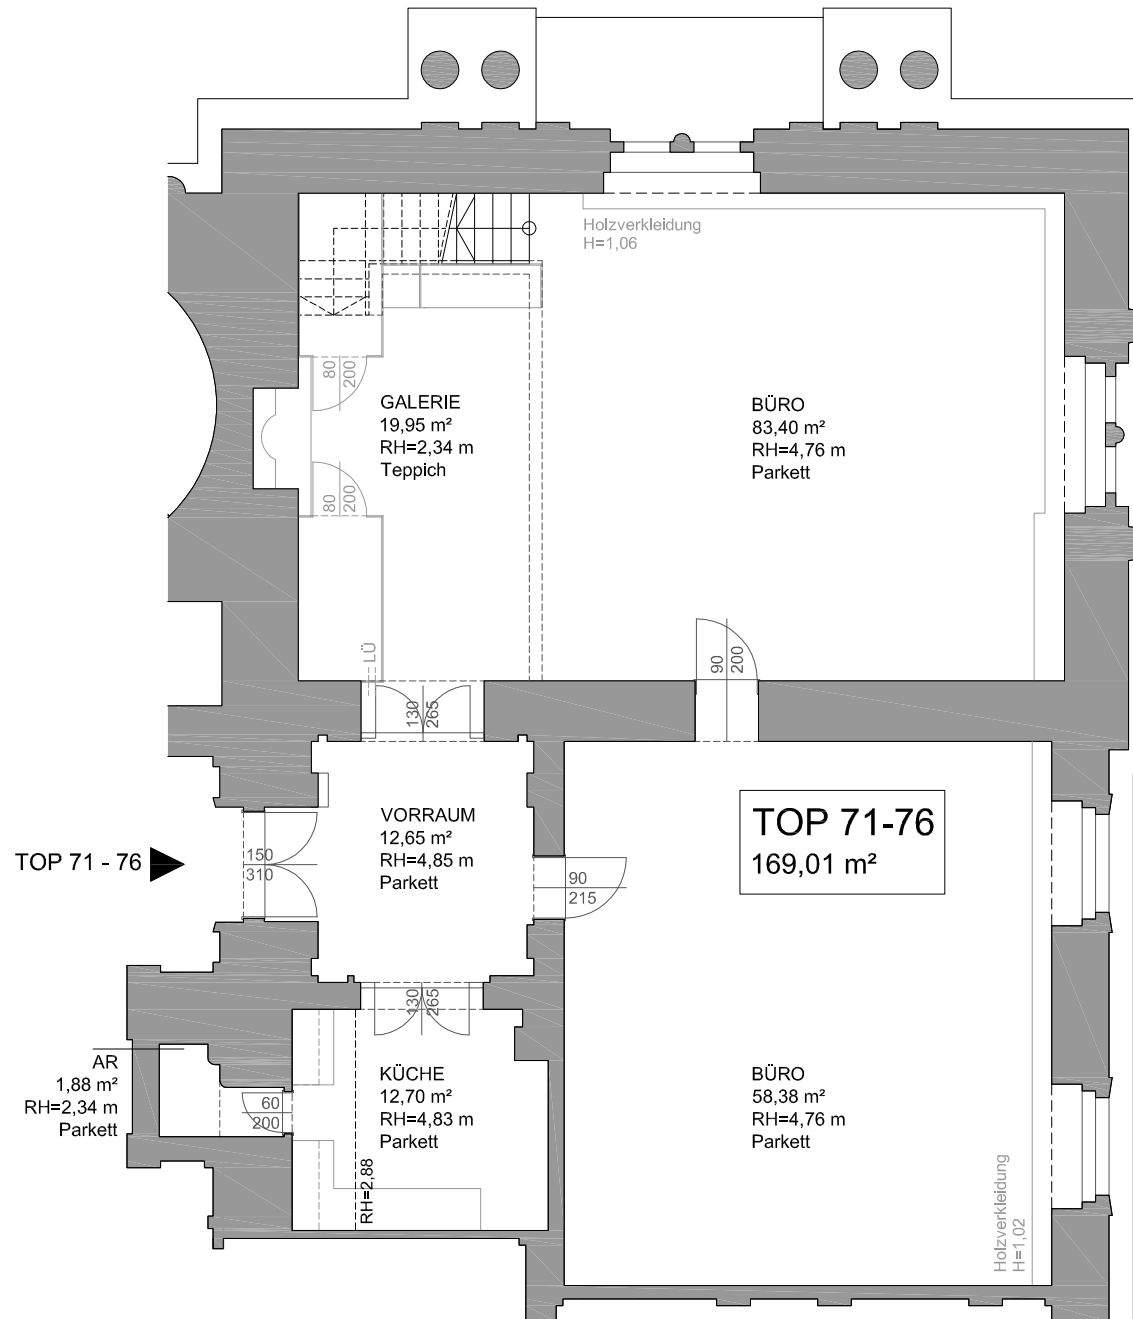 Holzverkleidung
H=1,06
80
200
GALERIE
19,95 m²
RH=2,34 m
Teppich
BÜRO
83,40 m²
RH=4,76 m
Parkett
80
200
LÜ
90
200
130
265
VORRAUM
12,65 m²
RH=4,85 m
Parkett
TOP 71-76
169,01 m²
TOP 71 - 76
150
310
90
215
130
265
AR
1,88 m²
RH=2,34 m
Parkett
60
200
KÜCHE
12,70 m²
RH=4,83 m
Parkett
RH=2,88
BÜRO
58,38 m²
RH=4,76 m
Parkett
Holzverkleidung
H=1,02